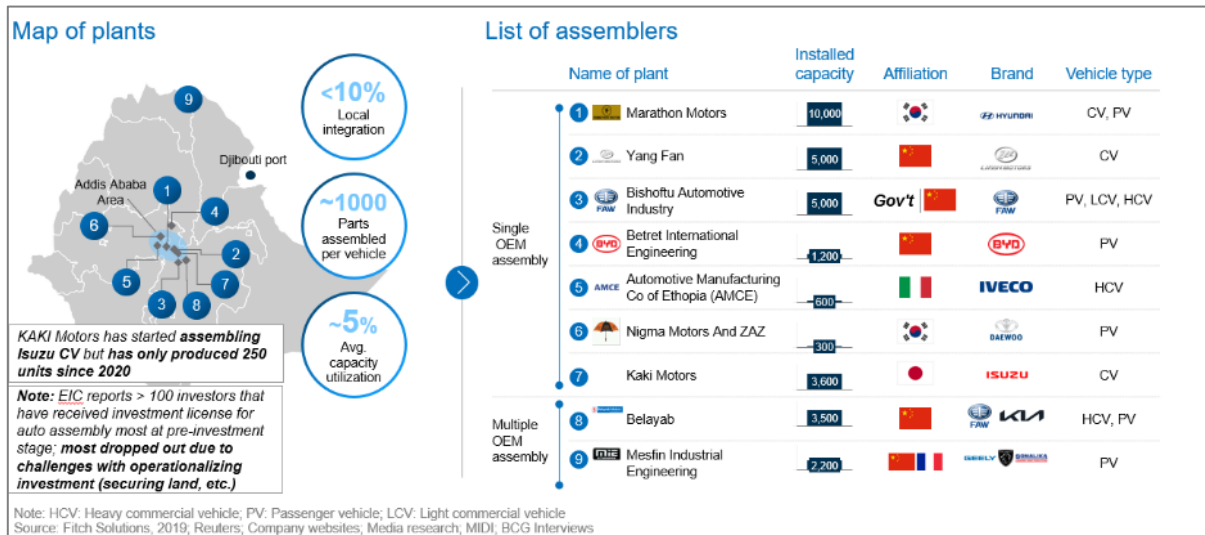 Map of plants
9
Djibouti port
Addis Ababa
Area
1
4
6
2
5
7
3
8
<10%
Local
integration
~1000
Parts
assembled
per vehicle
~5%
Avg.
capacity
utilization
KAKI Motors has started assembling
Isuzu CV but has only produced 250
units since 2020
Note: EIC reports > 100 investors that
have received investment license for
auto assembly most at pre-investment
stage; most dropped out due to
challenges with operationalizing
investment (securing land, etc.)
List of assemblers
Name of plant
Installed
capacity
Affiliation
Brand
Vehicle type
Single
OEM
assembly
1 Marathon Motors 10,000 HYUNDAI CV, PV
2 Yang Fan 5,000 CV
3 FAW Bishoftu Automotive
Industry 5,000 Gov't FAW PV, LCV, HCV
4 BYD Betret International
Engineering 1,200 BYD PV
5 AMCE Automotive Manufacturing
Co of Ethopia (AMCE) 600 IVECO HCV
6 Nigma Motors And ZAZ 300 DAEWOO PV
7 Kaki Motors 3,600 ISUZU CV
Multiple
OEM
assembly
8 Belayab 3,500 FAW KIA HCV, PV
9 MIE Mesfin Industrial
Engineering 2,200 GEELY SONALIKA PV
Note: HCV: Heavy commercial vehicle; PV: Passenger vehicle; LCV: Light commercial vehicle
Source: Fitch Solutions, 2019; Reuters; Company websites; Media research; MIDI; BCG Interviews